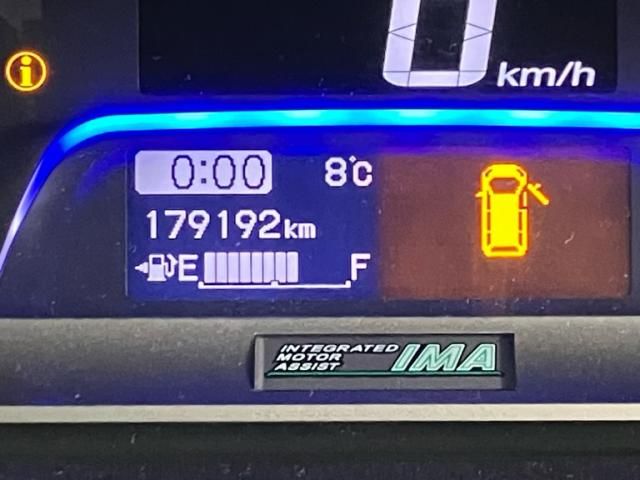 0 km/h
i
0:00 8°C
179192km
E F
INTEGRATED
MOTOR
ASSIST
IMA